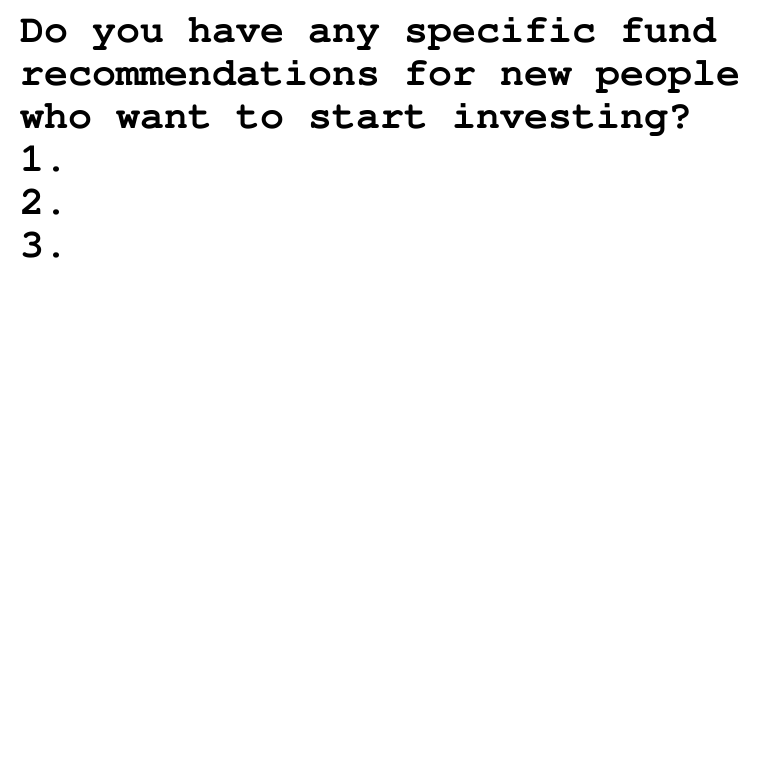 Do you have any specific fund
recommendations for new people
who want to start investing?
1.
2.
3.